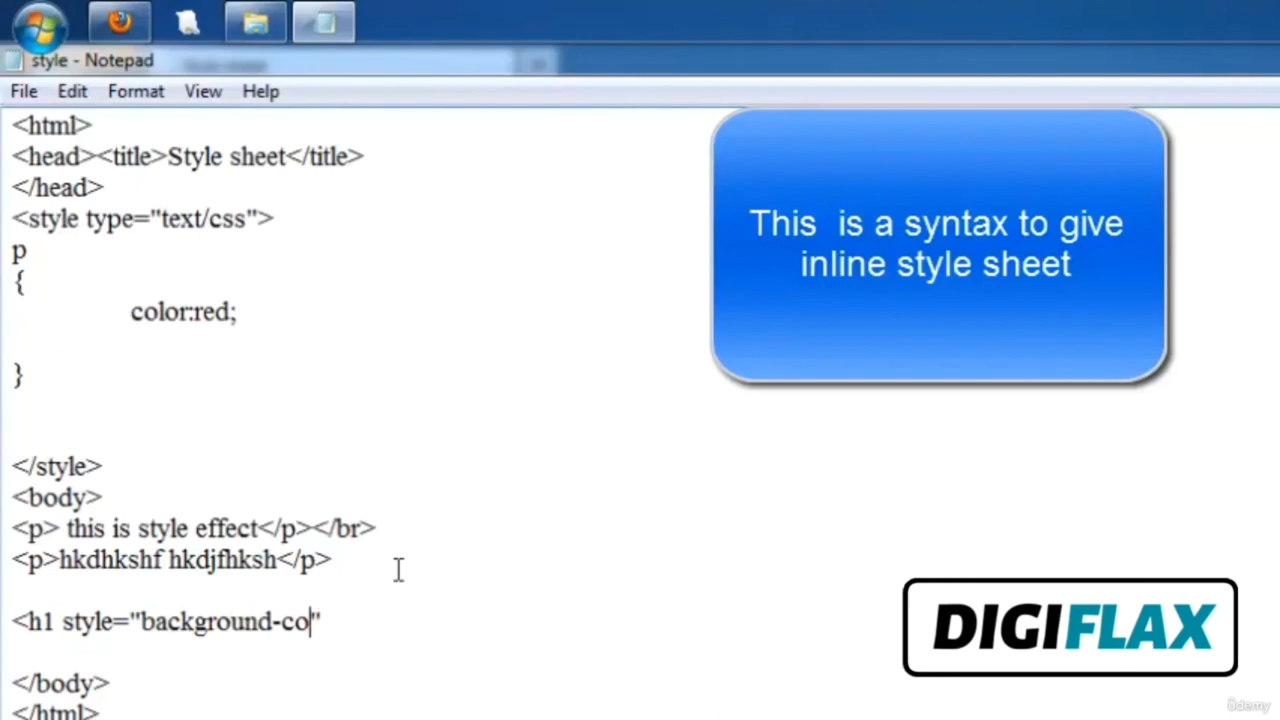 style - Notepad
File Edit Format View Help
<html>
<head><title>Style sheet</title>
</head>
<style type="text/css">
p
{
color:red;
}
</style>
<body>
<p> this is style effect</p></br>
<p>hkdhkshf hkdjfhksh</p>
<h1 style="background-co"
</body>
</html>
This is a syntax to give
inline style sheet
DIGIFLAX
ûdemy